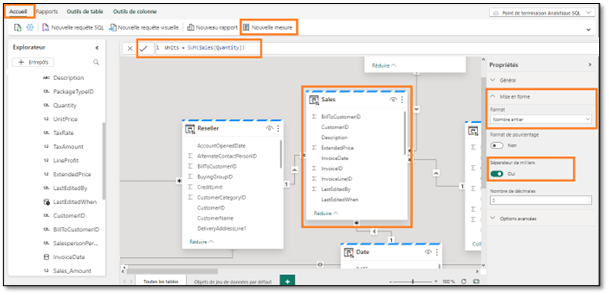 Accueil Rapports Outils de table Outils de colonne
Point de terminaison Analytique SQL
Nouvelle requête SQL Nouvelle requête visuelle Nouveau rapport Nouvelle mesure
Explorateur
+ Entrepôts
Description
PackageTypeID
Quantity
UnitPrice
TaxRate
TaxAmount
LineProfit
ExtendedPrice
LastEditedBy
LastEditedWhen
CustomerID
BillToCustomerID
SalespersonPer...
InvoiceDate
Sales_Amount
1 Units = SUM(Sales[Quantity])
Réduire
Reseller
AccountOpenedDate
AlternateContactPersonID
BillToCustomerID
BuyingGroupID
CreditLimit
CustomerCategoryID
CustomerID
CustomerName
DeliveryAddressLine1
Réduire
1
Sales
BillToCustomerID
CustomerID
Description
ExtendedPrice
InvoiceDate
InvoiceID
InvoiceLineID
LastEditedBy
LastEditedWhen
Réduire
1
1
Date
Propriétés
Général
Mise en forme
Format
Nombre entier
Format de pourcentage
Non
Séparateur de milliers
Oui
Nombre de décimales
Options avancées
Toutes les tables Objets de jeu de données par défaut +
100 %